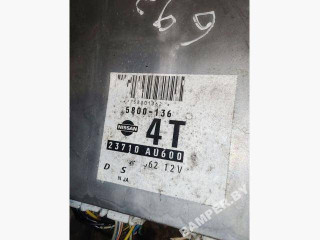 69
5800-136
NISSAN
4T
23710 AU600
62 12V
D S
BAMPER.BY